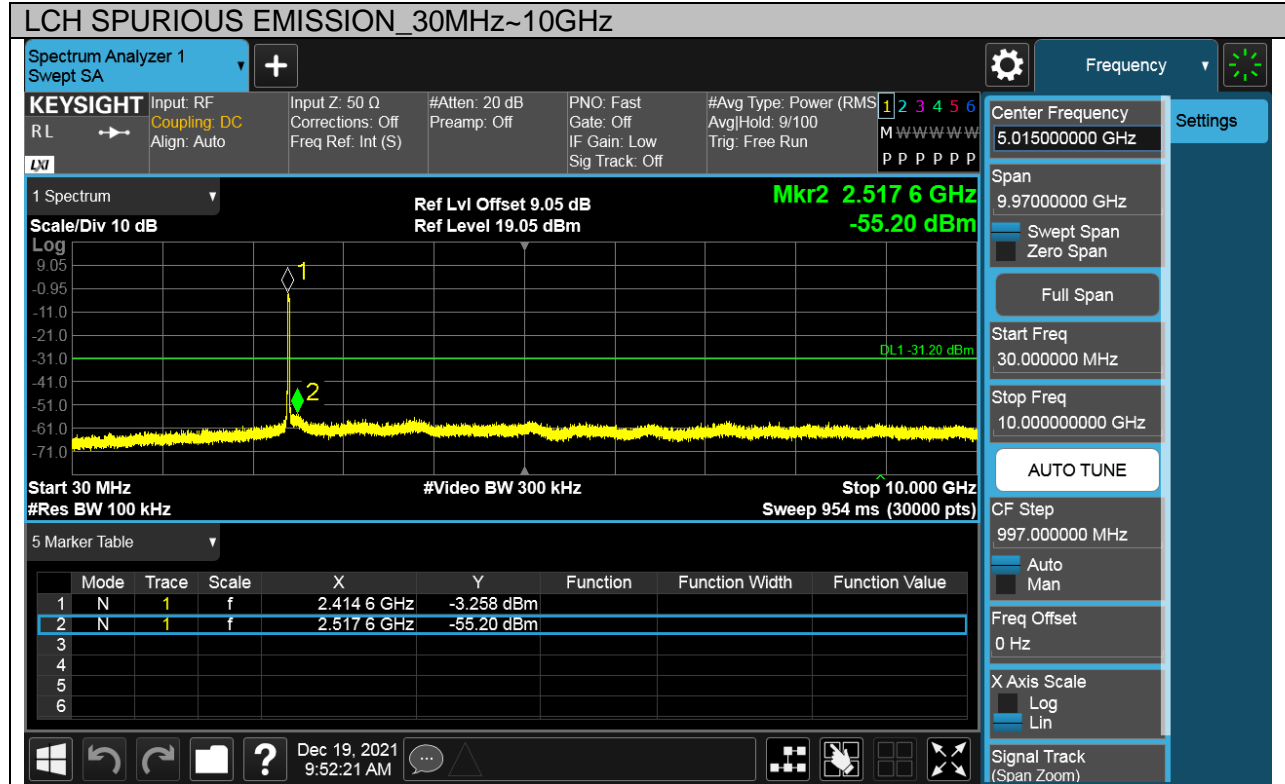 LCH SPURIOUS EMISSION_30MHz~10GHz
Spectrum Analyzer 1
Swept SA
Frequency
KEYSIGHT
RL
LXI
Input: RF
Coupling: DC
Align: Auto
Input Z: 50 Ω
Corrections: Off
Freq Ref: Int (S)
#Atten: 20 dB
Preamp: Off
PNO: Fast
Gate: Off
IF Gain: Low
Sig Track: Off
#Avg Type: Power (RMS
Avg|Hold: 9/100
Trig: Free Run
1 2 3 4 5 6
M W W W W W
P P P P P P
1 Spectrum
Scale/Div 10 dB
Ref Lvl Offset 9.05 dB
Ref Level 19.05 dBm
Mkr2 2.517 6 GHz
-55.20 dBm
Log
9.05
-0.95
-11.0
-21.0
-31.0
-41.0
-51.0
-61.0
-71.0
1
2
DL1 -31.20 dBm
Start 30 MHz
#Video BW 300 kHz
Stop 10.000 GHz
#Res BW 100 kHz
Sweep 954 ms (30000 pts)
5 Marker Table
Mode Trace Scale X Y Function Function Width Function Value
1 N 1 f 2.414 6 GHz -3.258 dBm
2 N 1 f 2.517 6 GHz -55.20 dBm
3
4
5
6
Dec 19, 2021
9:52:21 AM
?
Center Frequency
5.015000000 GHz
Settings
Span
9.97000000 GHz
Swept Span
Zero Span
Full Span
Start Freq
30.000000 MHz
Stop Freq
10.000000000 GHz
AUTO TUNE
CF Step
997.000000 MHz
Auto
Man
Freq Offset
0 Hz
X Axis Scale
Log
Lin
Signal Track
(Span Zoom)